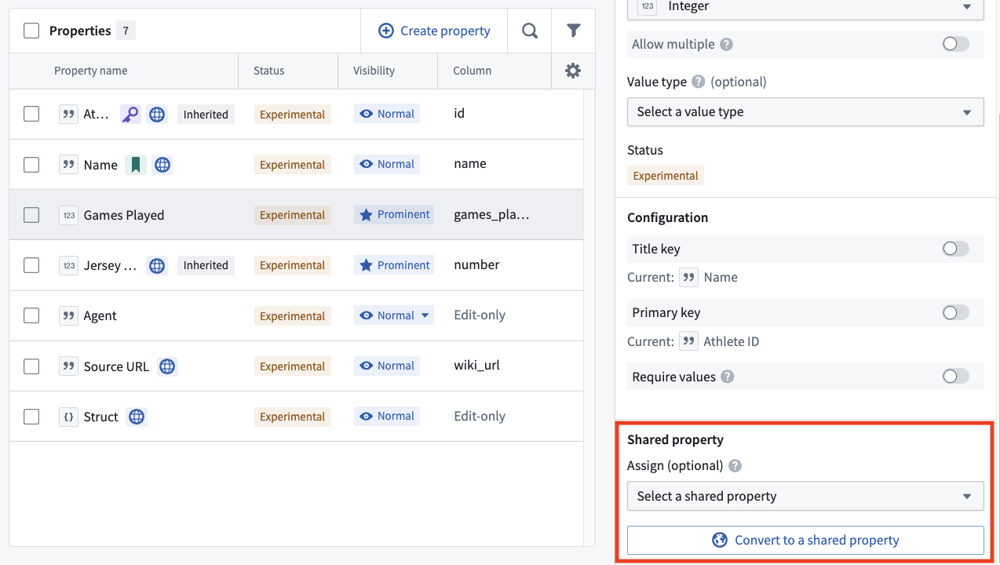 Properties 7
Create property
Property name Status Visibility Column
At... Inherited Experimental Normal id
Name Experimental Normal name
123 Games Played Experimental Prominent games_pla...
123 Jersey ... Inherited Experimental Prominent number
Agent Experimental Normal Edit-only
Source URL Experimental Normal wiki_url
{} Struct Experimental Normal Edit-only
123 Integer
Allow multiple ?
Value type ? (optional)
Select a value type
Status
Experimental
Configuration
Title key
Current: Name
Primary key
Current: Athlete ID
Require values ?
Shared property
Assign (optional) ?
Select a shared property
Convert to a shared property